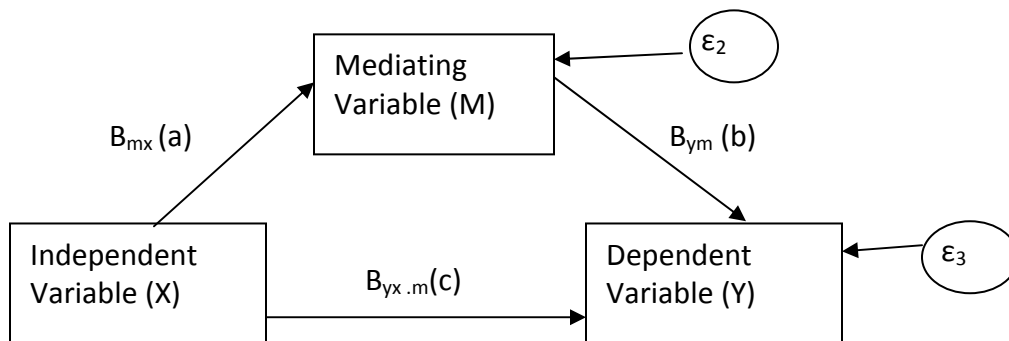 ε2
Mediating
Variable (M)
Bmx (a)
Bym (b)
Independent
Variable (X)
Byx .m(c)
Dependent
Variable (Y)
ε3